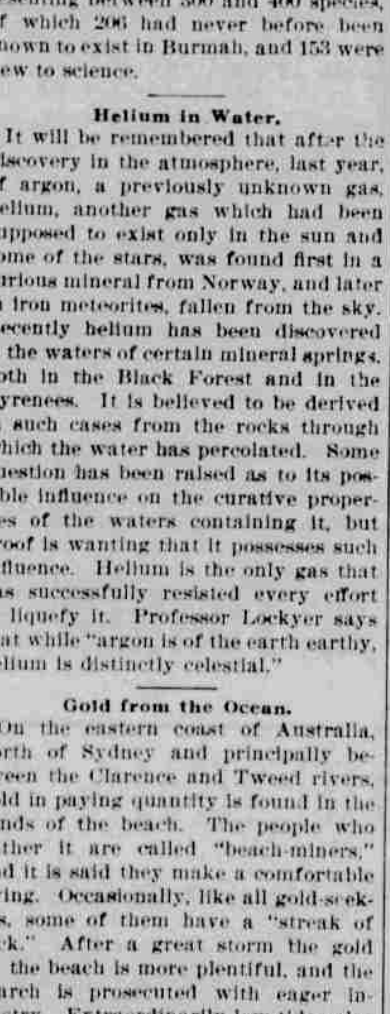 senting between 300 and 400 species,
f which 206 had never before been
nown to exist in Burmah, and 153 were
ew to science.
Helium in Water.
It will be remembered that after the
iscovery in the atmosphere, last year,
f argon, a previously unknown gas,
elium, another gas which had been
upposed to exist only in the sun and
ome of the stars, was found first in a
urious mineral from Norway, and later
n iron meteorites, fallen from the sky.
ecently helium has been discovered
the waters of certain mineral springs,
oth in the Black Forest and in the
yrenees. It is believed to be derived
such cases from the rocks through
hich the water has percolated. Some
uestion has been raised as to its pos-
ble influence on the curative proper-
es of the waters containing it, but
roof is wanting that it possesses such
fluence. Helium is the only gas that
as successfully resisted every effort
liquefy it. Professor Lockyer says
at while "argon is of the earth earthy,
elium is distinctly celestial."
Gold from the Ocean.
On the eastern coast of Australia,
orth of Sydney and principally be-
ween the Clarence and Tweed rivers,
old in paying quantity is found in the
nds of the beach. The people who
ther it are called "beach-miners,"
d it is said they make a comfortable
ving. Occasionally, like all gold-seek-
s, some of them have a "streak of
ck." After a great storm the gold
the beach is more plentiful, and the
arch is prosecuted with eager in-